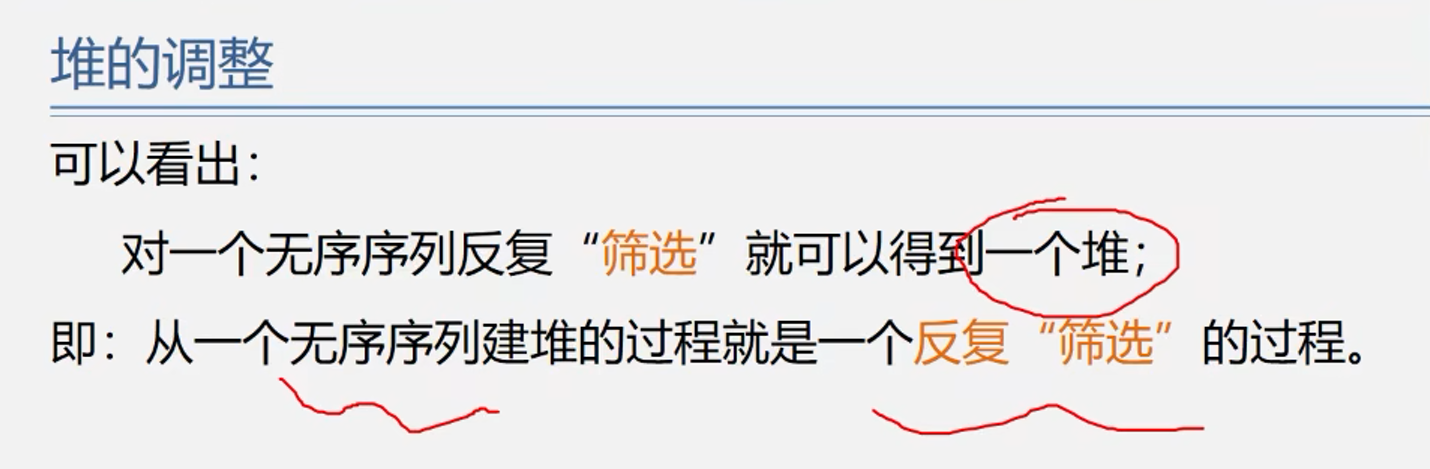 堆的调整
可以看出：
对一个无序序列反复“筛选”就可以得到一个堆；
即：从一个无序序列建堆的过程就是一个反复“筛选”的过程。